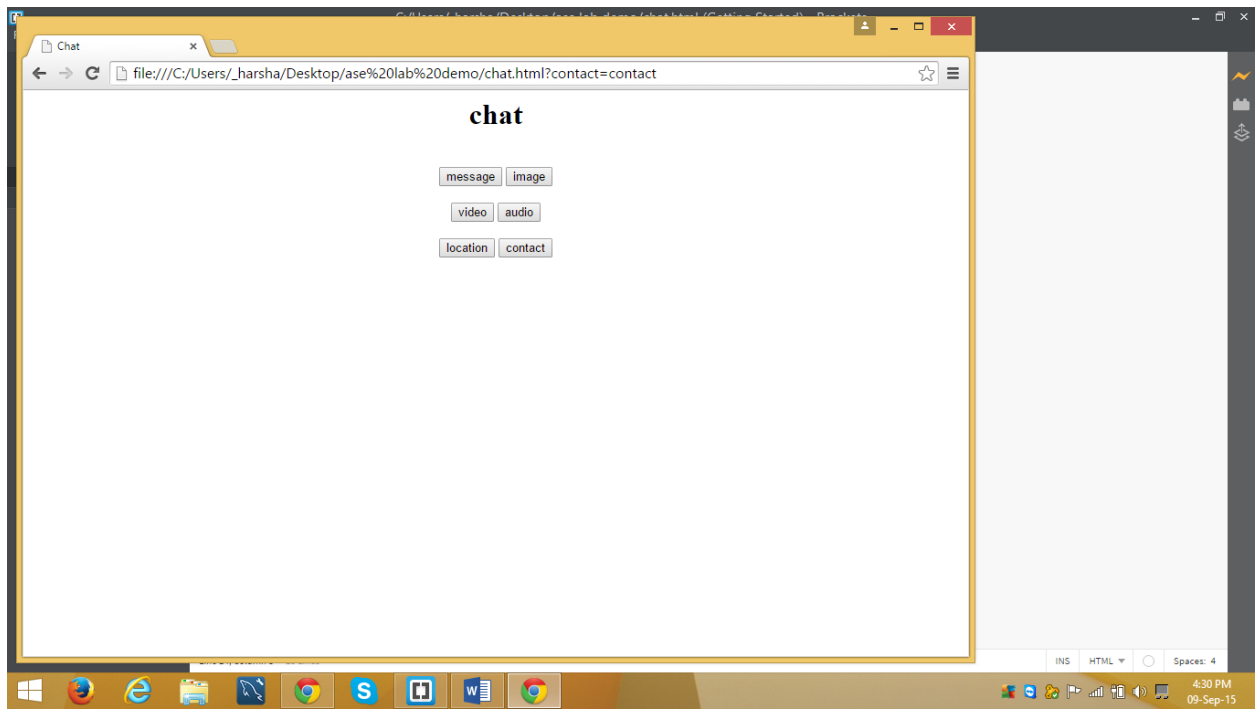 Chat
file:///C:/Users/_harsha/Desktop/ase%20lab%20demo/chat.html?contact=contact
chat
message image
video audio
location contact
INS HTML Spaces: 4
4:30 PM
09-Sep-15